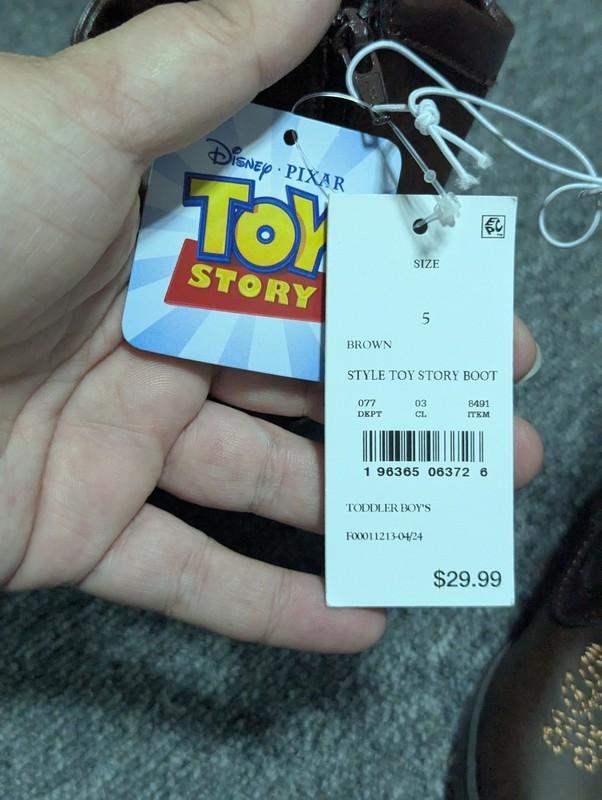 Disney · PIXAR
TOY
STORY
SIZE
5
BROWN
STYLE TOY STORY BOOT
077 03 8491
DEPT CL ITEM
1 96365 06372 6
TODDLER BOY'S
F00011213-04/24
$29.99